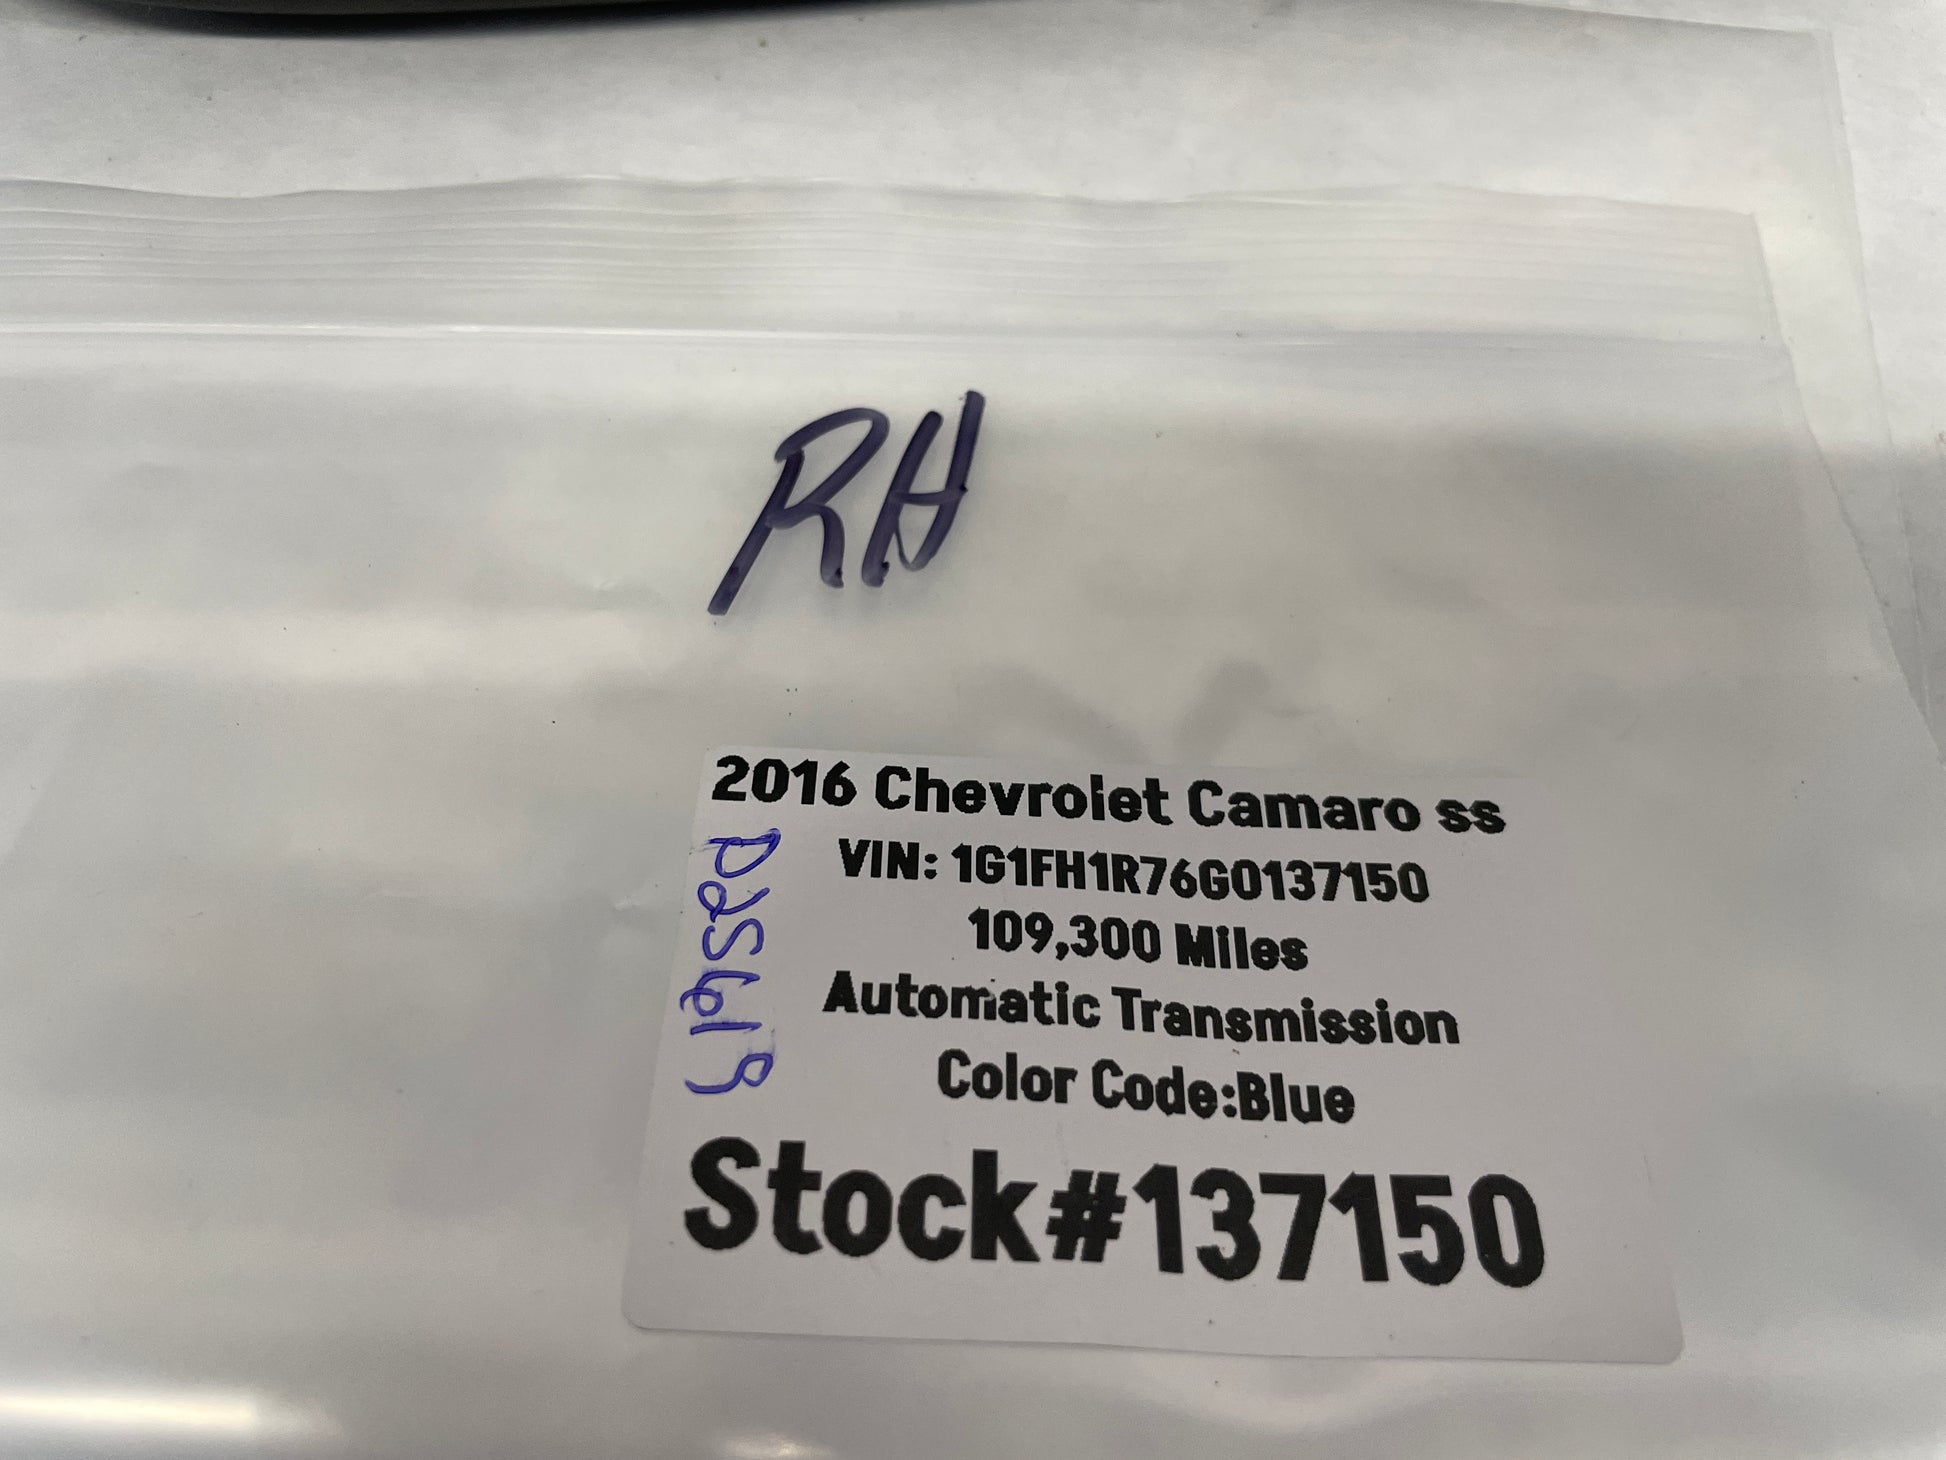 RH
2016 Chevrolet Camaro ss
VIN: 1G1FH1R76G0137150
109,300 Miles
Automatic Transmission
Color Code:Blue
Stock#137150